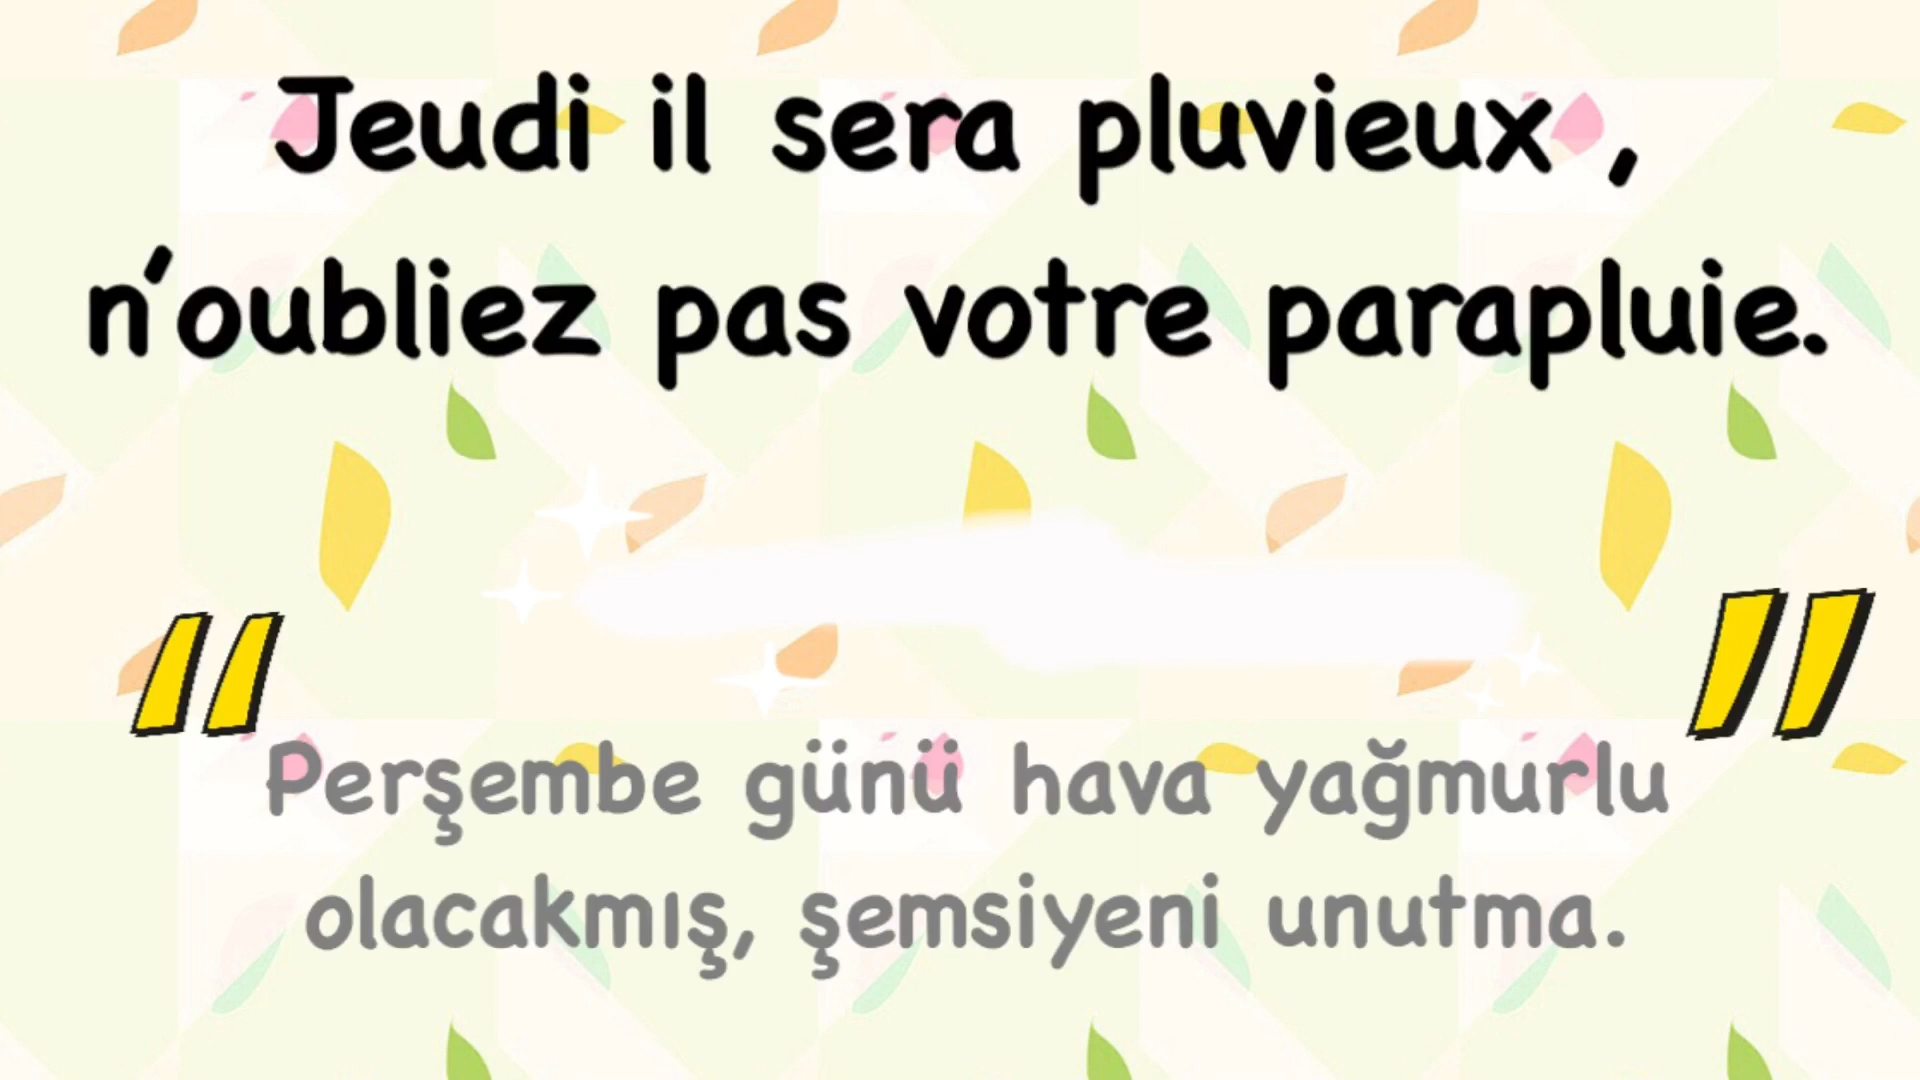 Jeudi il sera pluvieux ,
n'oubliez pas votre parapluie.
"
"
Perşembe günü hava yağmurlu
olacakmış, şemsiyeni unutma.